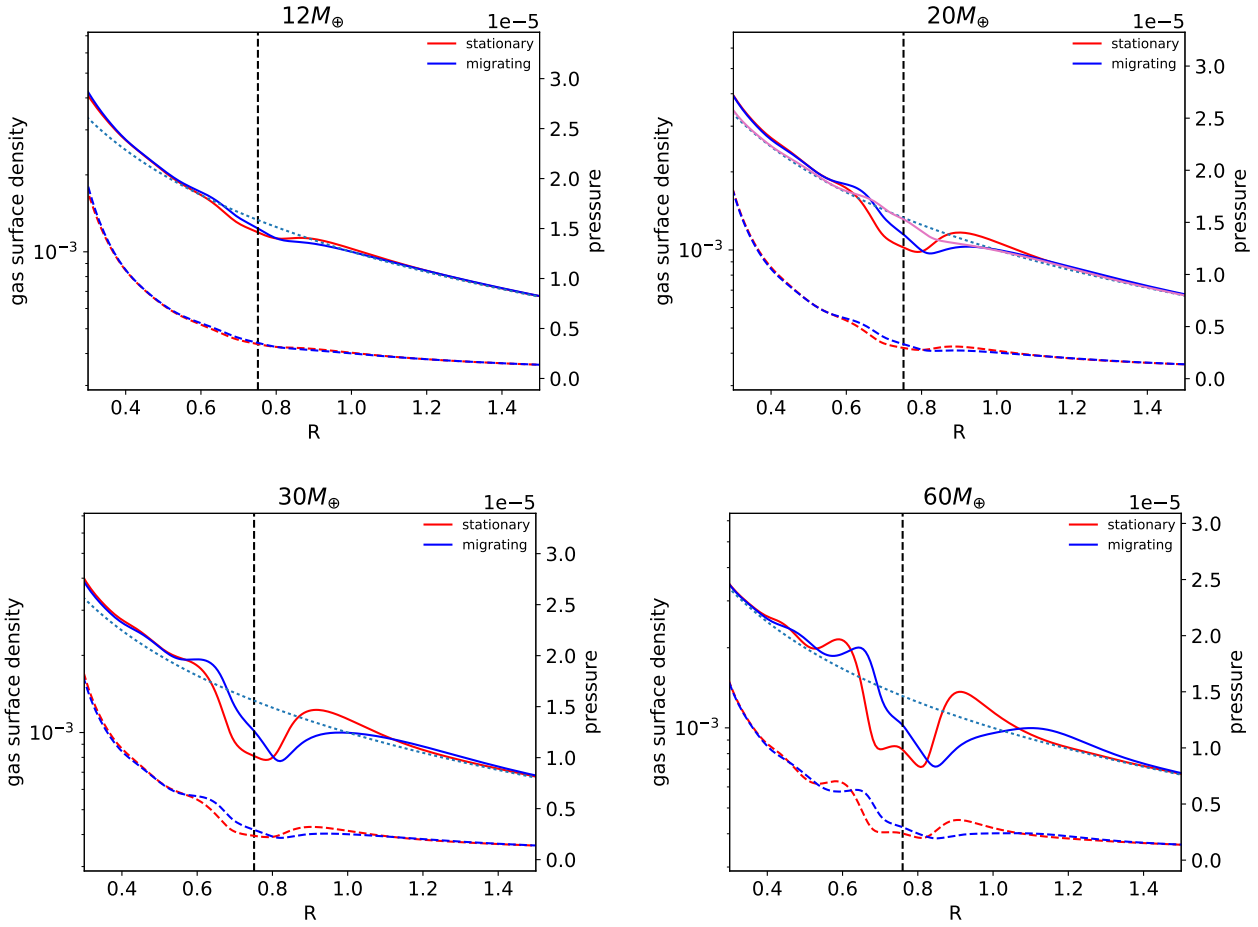 12M⊕
1e−5
stationary
migrating
gas surface density
10−3
3.0
2.5
2.0
1.5
1.0
0.5
0.0
pressure
0.4 0.6 0.8 1.0 1.2 1.4
R
20M⊕
1e−5
stationary
migrating
gas surface density
10−3
3.0
2.5
2.0
1.5
1.0
0.5
0.0
pressure
0.4 0.6 0.8 1.0 1.2 1.4
R
30M⊕
1e−5
stationary
migrating
gas surface density
10−3
3.0
2.5
2.0
1.5
1.0
0.5
0.0
pressure
0.4 0.6 0.8 1.0 1.2 1.4
R
60M⊕
1e−5
stationary
migrating
gas surface density
10−3
3.0
2.5
2.0
1.5
1.0
0.5
0.0
pressure
0.4 0.6 0.8 1.0 1.2 1.4
R